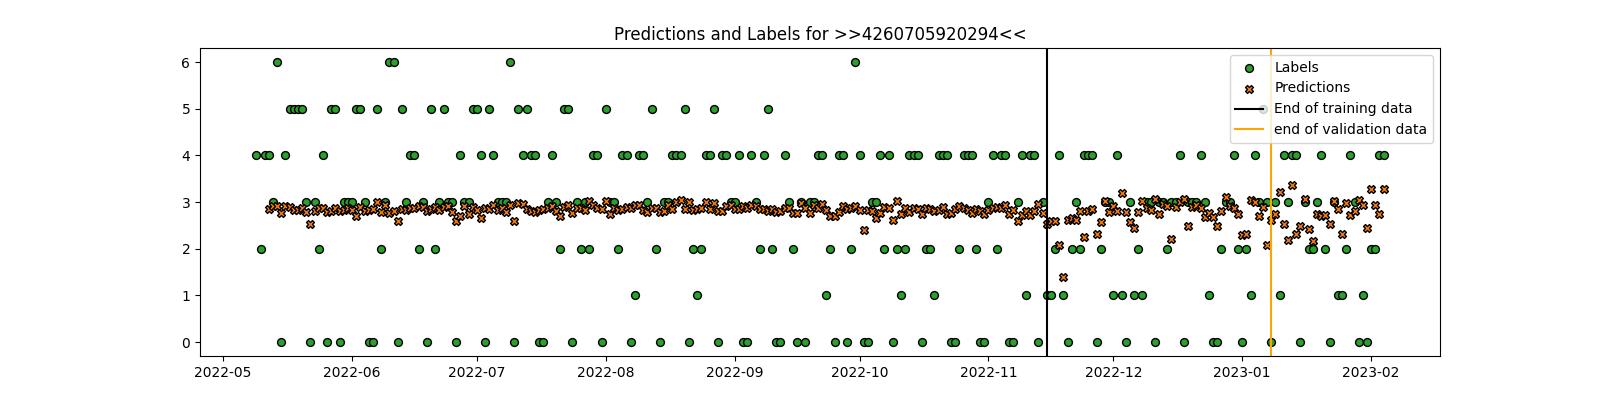 Predictions and Labels for >>4260705920294<<
6
5
4
3
2
1
0
Labels
Predictions
End of training data
end of validation data
2022-05 2022-06 2022-07 2022-08 2022-09 2022-10 2022-11 2022-12 2023-01 2023-02